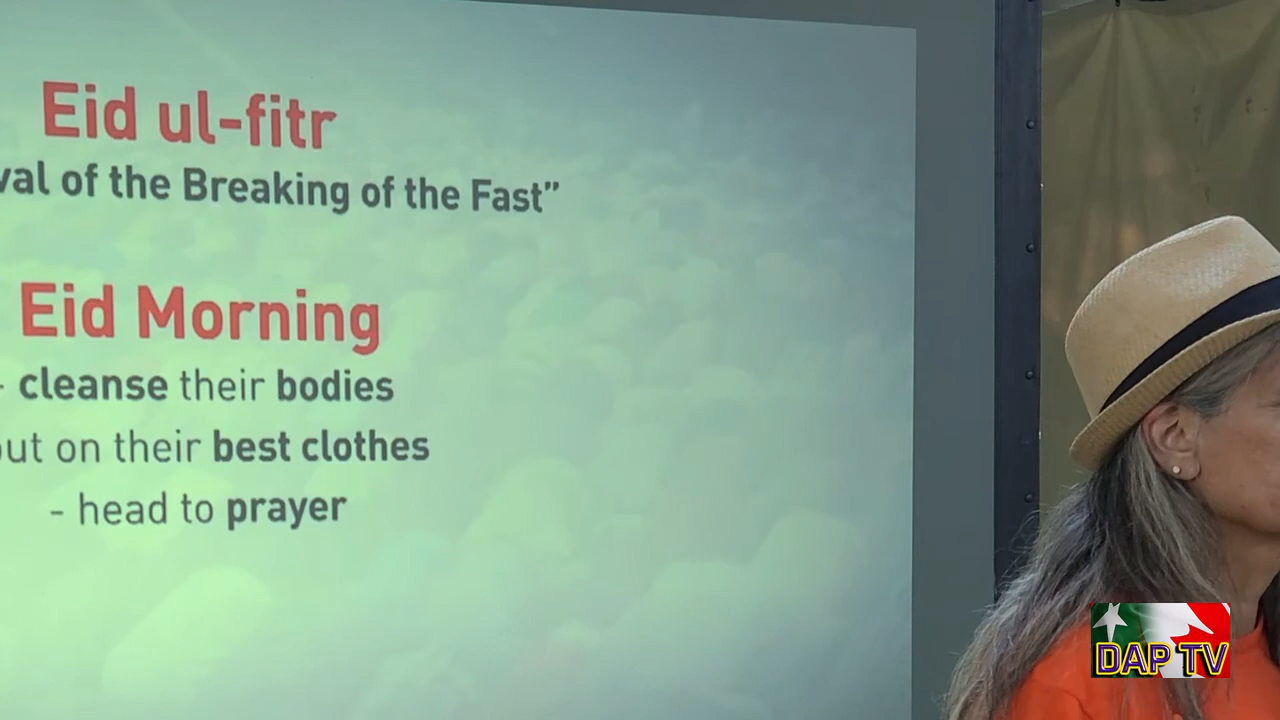 Eid ul-fitr
val of the Breaking of the Fast”
Eid Morning
- cleanse their bodies
out on their best clothes
- head to prayer
DAP TV